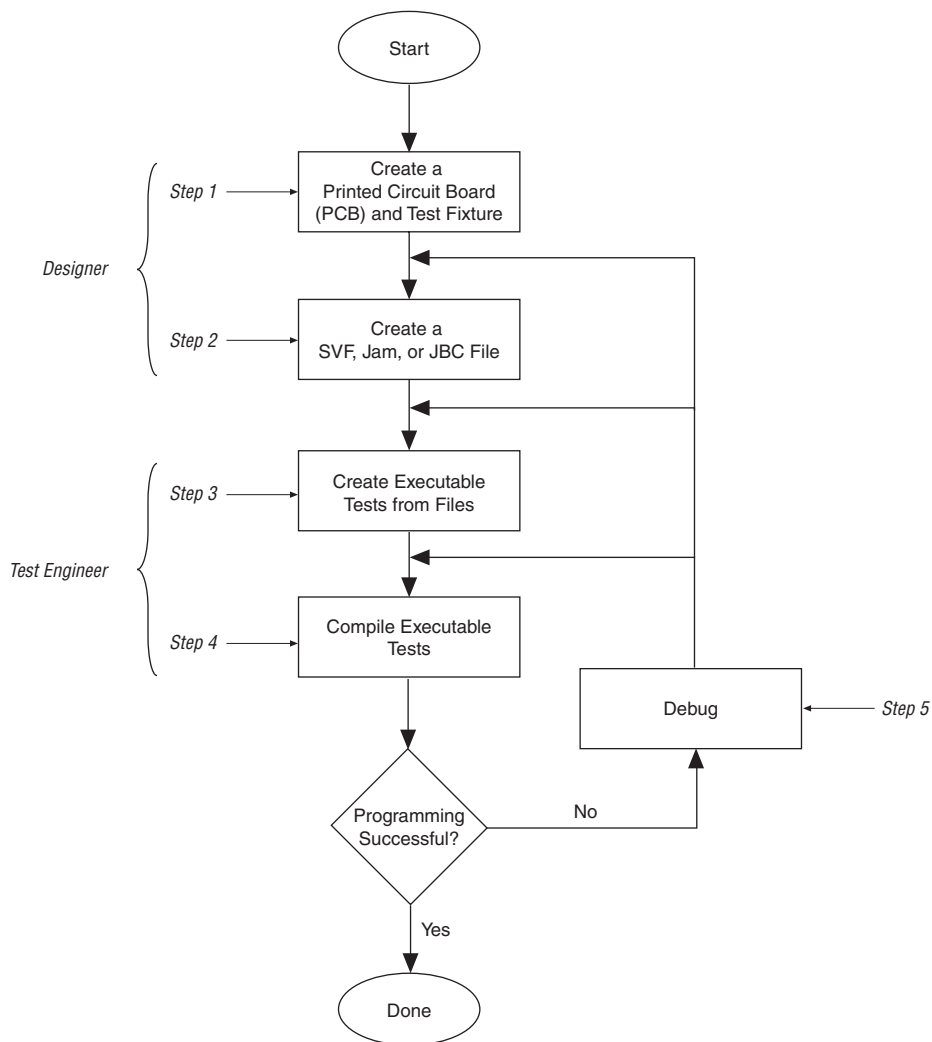 Start
Step 1
Create a
Printed Circuit Board
(PCB) and Test Fixture
Designer
Step 2
Create a
SVF, Jam, or JBC File
Step 3
Create Executable
Tests from Files
Test Engineer
Step 4
Compile Executable
Tests
Debug
Step 5
Programming
Successful?
No
Yes
Done